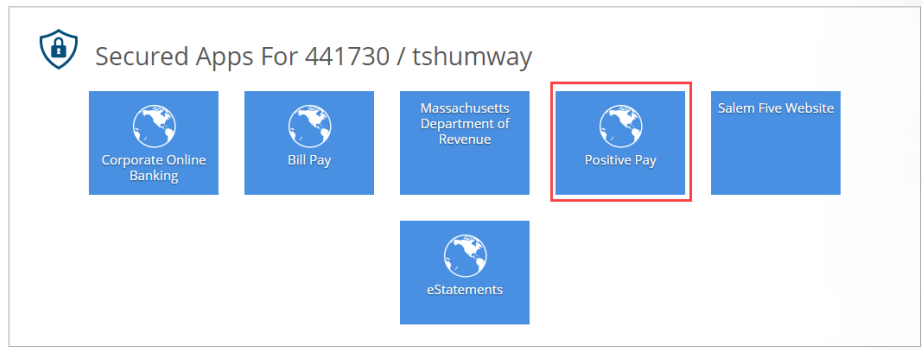 Secured Apps For 441730 / tshumway
Corporate Online
Banking
Bill Pay
Massachusetts
Department of
Revenue
Positive Pay
Salem Five Website
eStatements